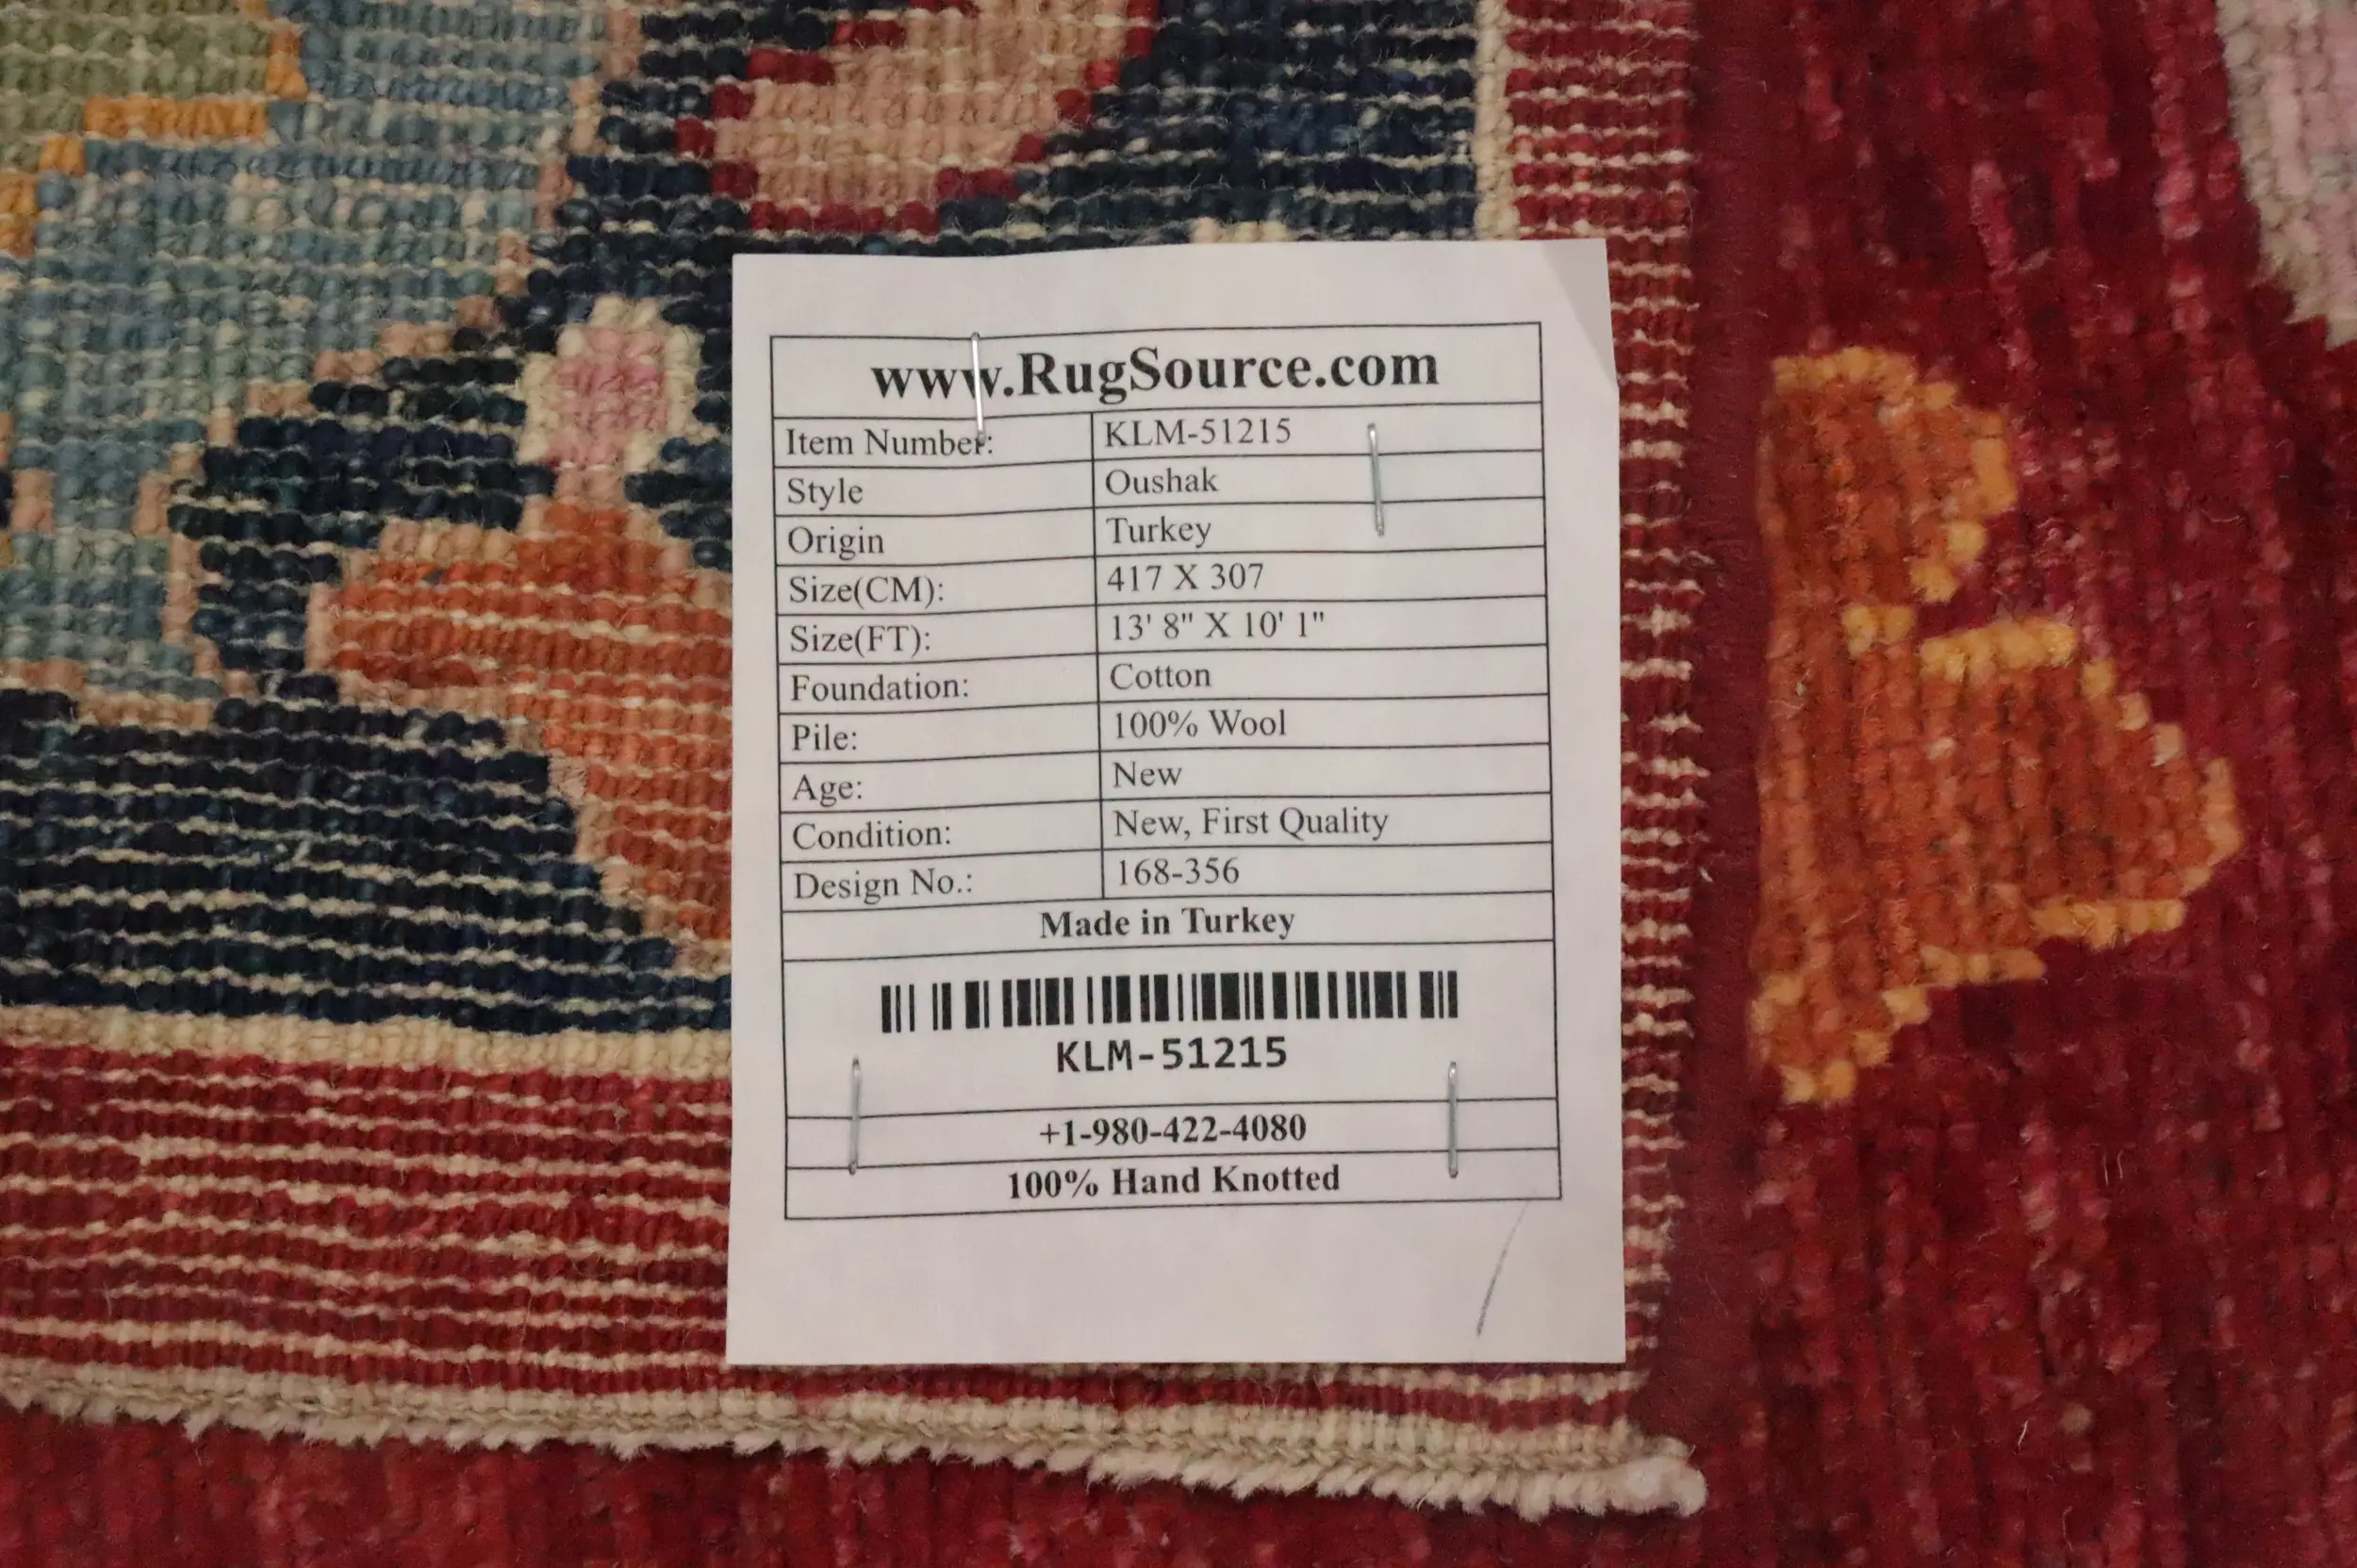 www.RugSource.com
Item Number: KLM-51215
Style Oushak
Origin Turkey
Size(CM): 417 X 307
Size(FT): 13' 8" X 10' 1"
Foundation: Cotton
Pile: 100% Wool
Age: New
Condition: New, First Quality
Design No.: 168-356
Made in Turkey
KLM-51215
+1-980-422-4080
100% Hand Knotted